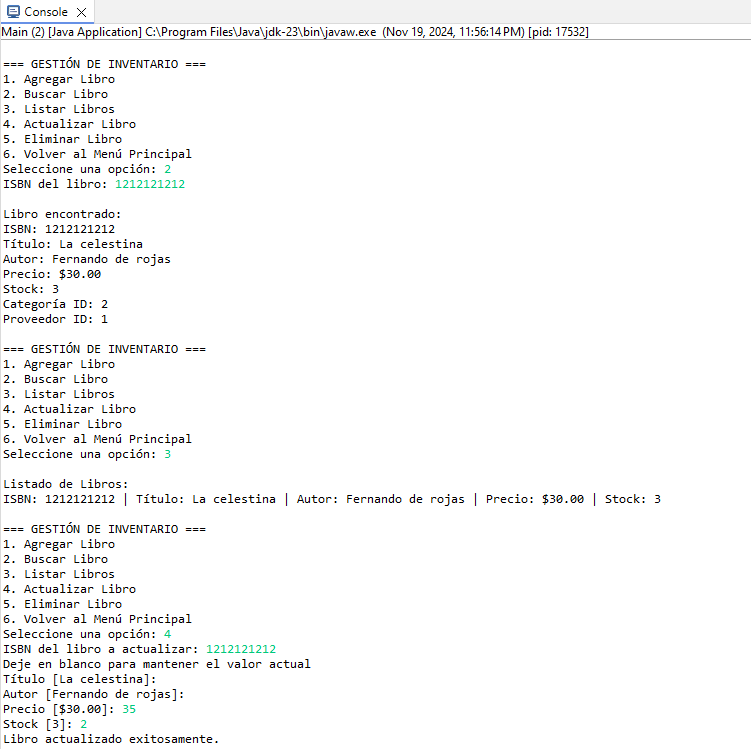 Console
Main (2) [Java Application] C:\Program Files\Java\jdk-23\bin\javaw.exe (Nov 19, 2024, 11:56:14 PM) [pid: 17532]
=== GESTIÓN DE INVENTARIO ===
1. Agregar Libro
2. Buscar Libro
3. Listar Libros
4. Actualizar Libro
5. Eliminar Libro
6. Volver al Menú Principal
Seleccione una opción: 2
ISBN del libro: 1212121212
Libro encontrado:
ISBN: 1212121212
Título: La celestina
Autor: Fernando de rojas
Precio: $30.00
Stock: 3
Categoría ID: 2
Proveedor ID: 1
=== GESTIÓN DE INVENTARIO ===
1. Agregar Libro
2. Buscar Libro
3. Listar Libros
4. Actualizar Libro
5. Eliminar Libro
6. Volver al Menú Principal
Seleccione una opción: 3
Listado de Libros:
ISBN: 1212121212 | Título: La celestina | Autor: Fernando de rojas | Precio: $30.00 | Stock: 3
=== GESTIÓN DE INVENTARIO ===
1. Agregar Libro
2. Buscar Libro
3. Listar Libros
4. Actualizar Libro
5. Eliminar Libro
6. Volver al Menú Principal
Seleccione una opción: 4
ISBN del libro a actualizar: 1212121212
Deje en blanco para mantener el valor actual
Título [La celestina]:
Autor [Fernando de rojas]:
Precio [$30.00]: 35
Stock [3]: 2
Libro actualizado exitosamente.